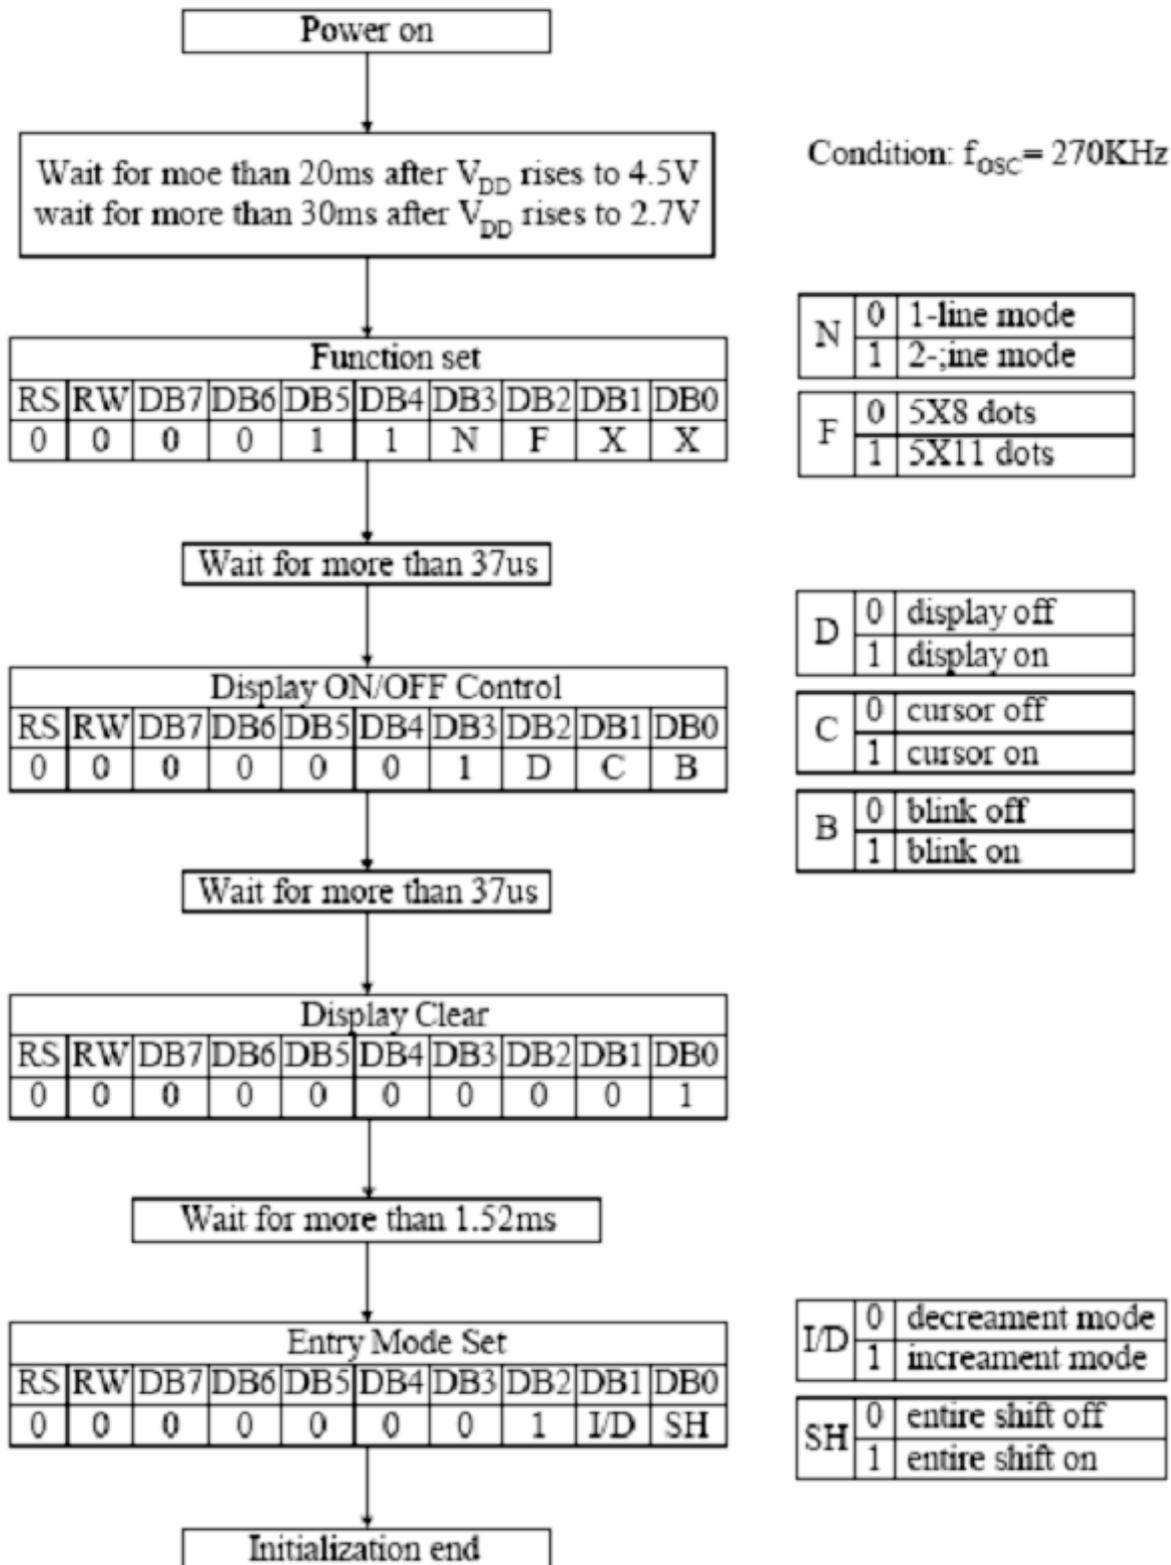 Power on
Wait for moe than 20ms after VDD rises to 4.5V
wait for more than 30ms after VDD rises to 2.7V
Condition: fOSC= 270KHz
Function set
RS RW DB7 DB6 DB5 DB4 DB3 DB2 DB1 DB0
0 0 0 0 1 1 N F X X
N
0 1-line mode
1 2-;ine mode
F
0 5X8 dots
1 5X11 dots
Wait for more than 37us
Display ON/OFF Control
RS RW DB7 DB6 DB5 DB4 DB3 DB2 DB1 DB0
0 0 0 0 0 0 1 D C B
D
0 display off
1 display on
C
0 cursor off
1 cursor on
B
0 blink off
1 blink on
Wait for more than 37us
Display Clear
RS RW DB7 DB6 DB5 DB4 DB3 DB2 DB1 DB0
0 0 0 0 0 0 0 0 0 1
Wait for more than 1.52ms
Entry Mode Set
RS RW DB7 DB6 DB5 DB4 DB3 DB2 DB1 DB0
0 0 0 0 0 0 0 1 I/D SH
I/D
0 decreament mode
1 increament mode
SH
0 entire shift off
1 entire shift on
Initialization end